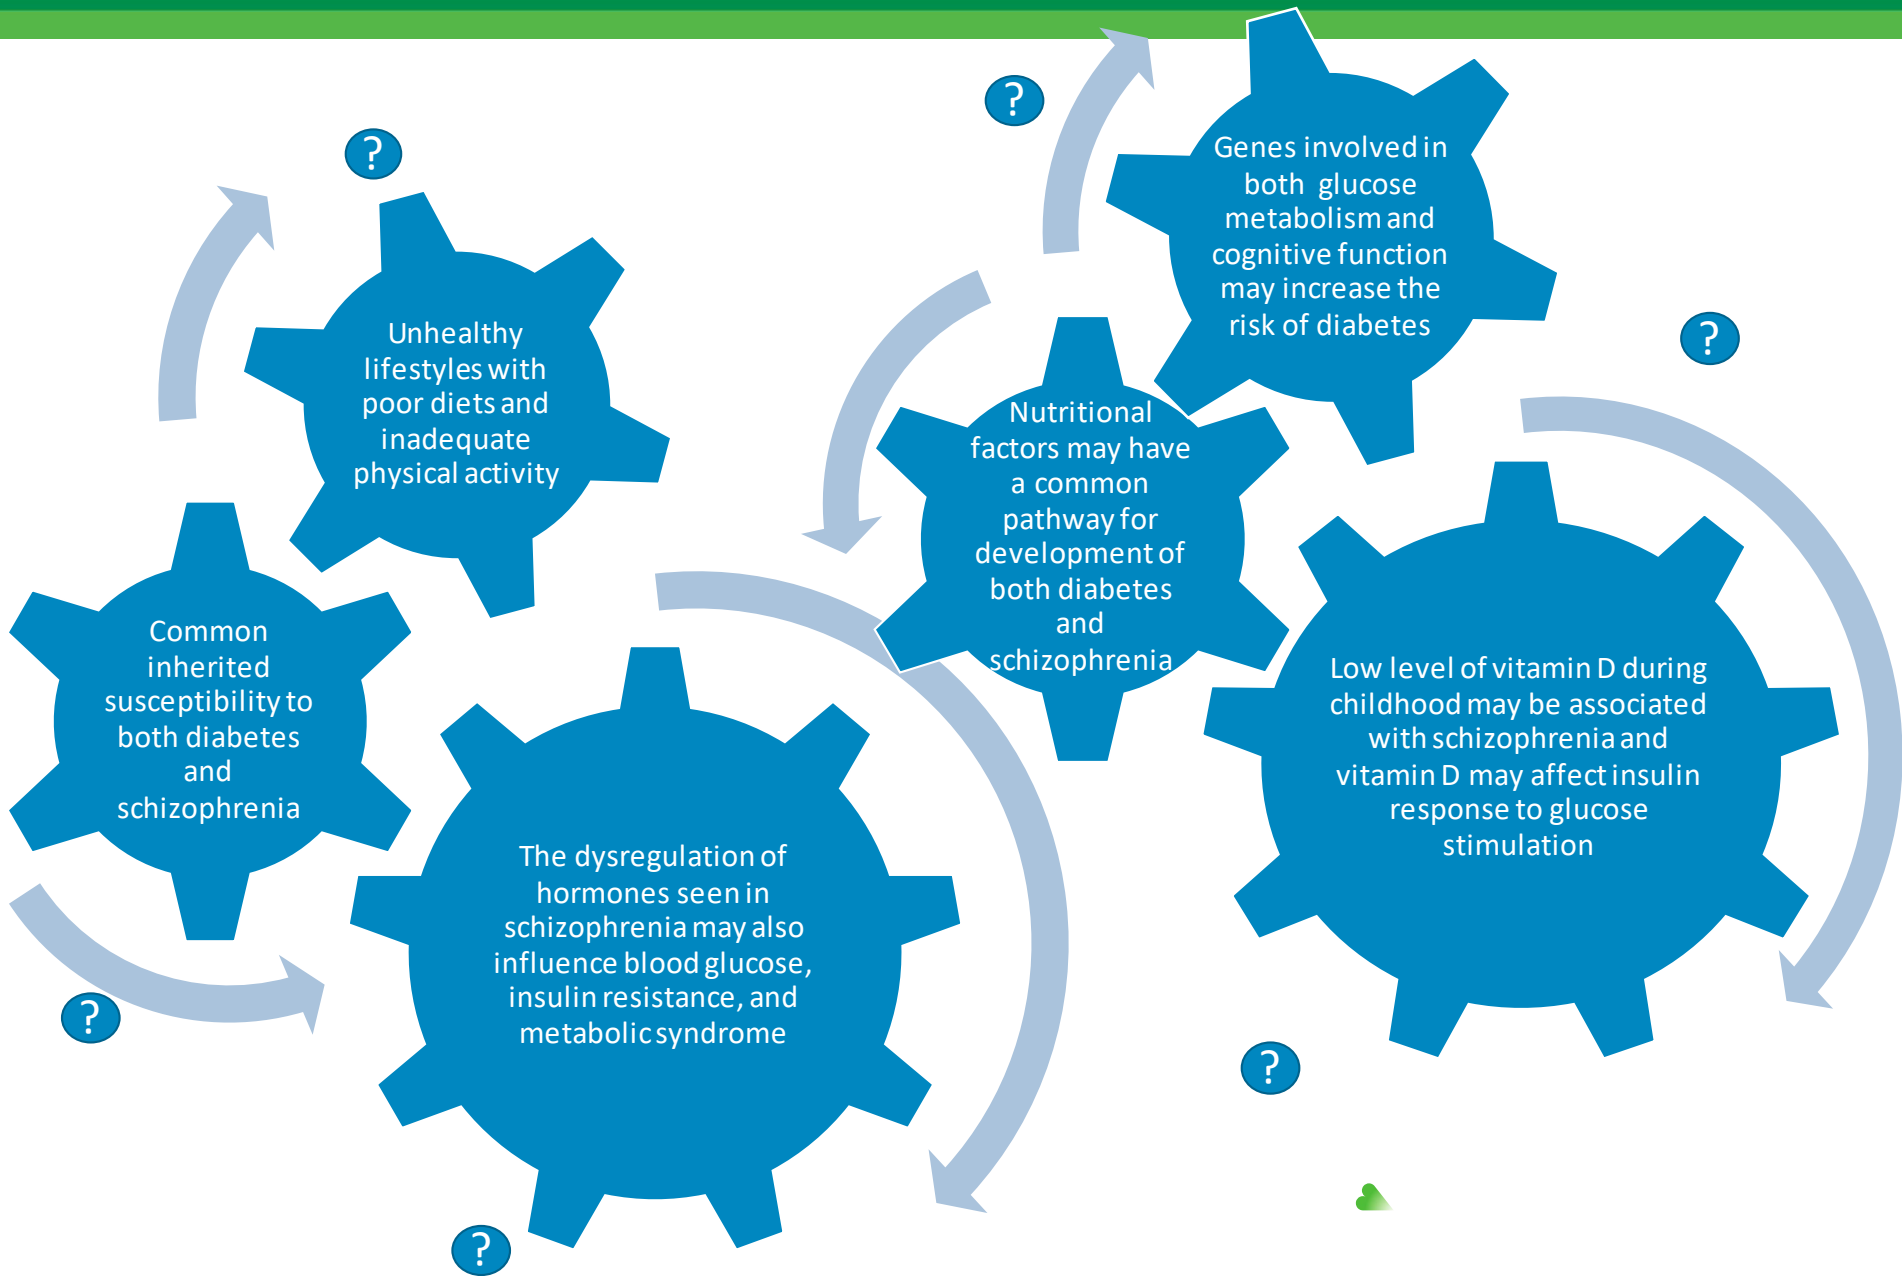 ?
Unhealthy
lifestyles with
poor diets and
inadequate
physical activity
Common
inherited
susceptibility to
both diabetes
and
schizophrenia
?
The dysregulation of
hormones seen in
schizophrenia may also
influence blood glucose,
insulin resistance, and
metabolic syndrome
?
?
Genes involved in
both glucose
metabolism and
cognitive function
may increase the
risk of diabetes
?
Nutritional
factors may have
a common
pathway for
development of
both diabetes
and
schizophrenia
Low level of vitamin D during
childhood may be associated
with schizophrenia and
vitamin D may affect insulin
response to glucose
stimulation
?